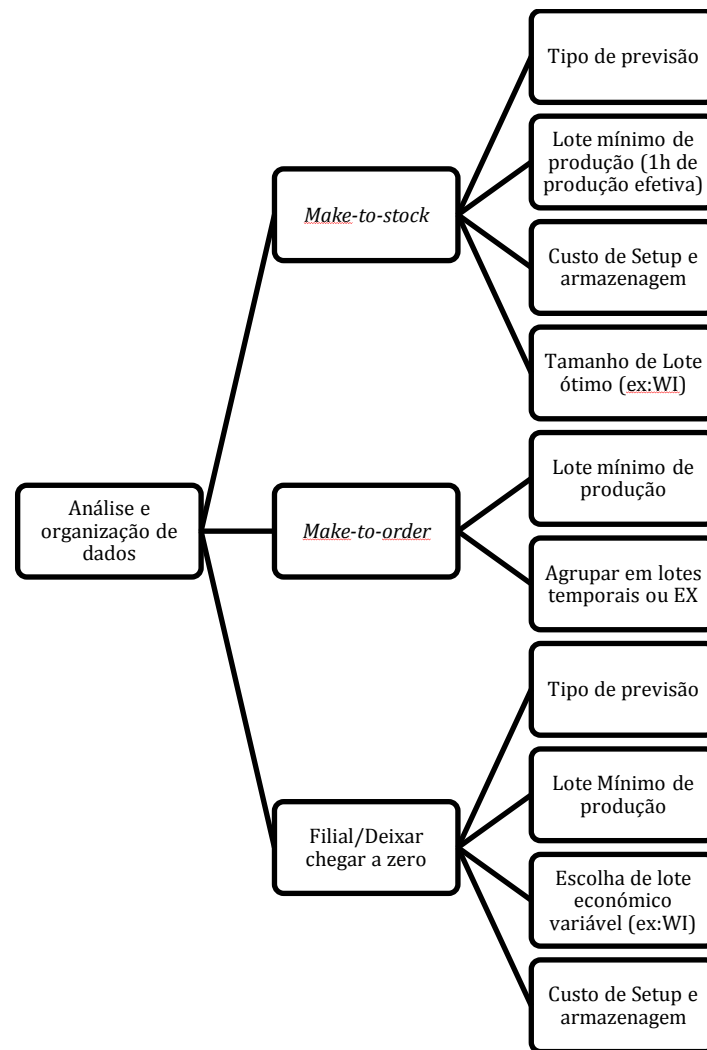 Análise e
organização de
dados
Make-to-stock
Tipo de previsão
Lote mínimo de
produção (1h de
produção efetiva)
Custo de Setup e
armazenagem
Tamanho de Lote
ótimo (ex:WI)
Make-to-order
Lote mínimo de
produção
Agrupar em lotes
temporais ou EX
Filial/Deixar
chegar a zero
Tipo de previsão
Lote Mínimo de
produção
Escolha de lote
económico
variável (ex:WI)
Custo de Setup e
armazenagem